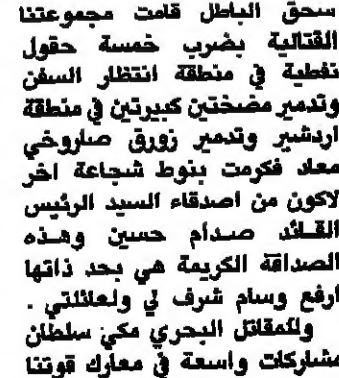 سحق الباطل قامت مجموعتنا
القتالية بضرب خمسة حقول
نفطية في منطقة انتظار السفن
وتدمير مضختين كبيرتين في منطقة
اردشير وتدمير زورق صاروخي
معاد فكرمت بنوط شجاعة اخر
لاكون من اصدقاء السيد الرئيس
القائد صدام حسين وهذه
الصداقة الكريمة هي بحد ذاتها
ارفع وسام شرف لي ولعائلتي .
وللمقاتل البحري مكي سلطان
مشاركات واسعة في معارك قوتنا